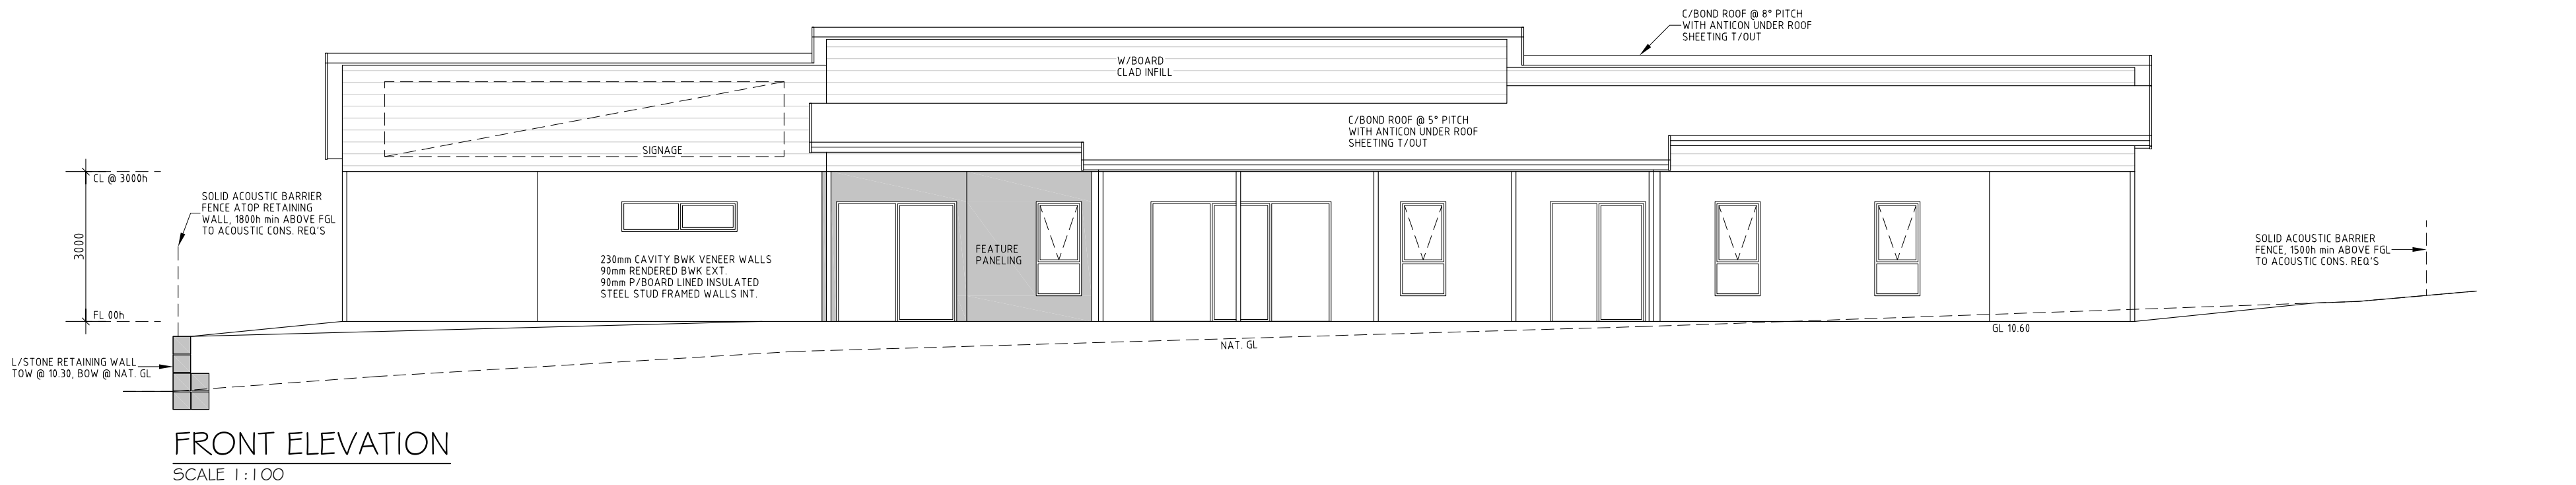 C/BOND ROOF @ 8° PITCH
WITH ANTICON UNDER ROOF
SHEETING T/OUT
W/BOARD
CLAD INFILL
C/BOND ROOF @ 5° PITCH
WITH ANTICON UNDER ROOF
SHEETING T/OUT
SIGNAGE
CL @ 3000h
SOLID ACOUSTIC BARRIER
FENCE ATOP RETAINING
WALL, 1800h min ABOVE FGL
TO ACOUSTIC CONS. REQ'S
3000
FEATURE
PANELING
230mm CAVITY BWK VENEER WALLS
90mm RENDERED BWK EXT.
90mm P/BOARD LINED INSULATED
STEEL STUD FRAMED WALLS INT.
SOLID ACOUSTIC BARRIER
FENCE, 1500h min ABOVE FGL
TO ACOUSTIC CONS. REQ'S
FL 00h
GL 10.60
NAT. GL
L/STONE RETAINING WALL
TOW @ 10.30, BOW @ NAT. GL
FRONT ELEVATION
SCALE 1:100